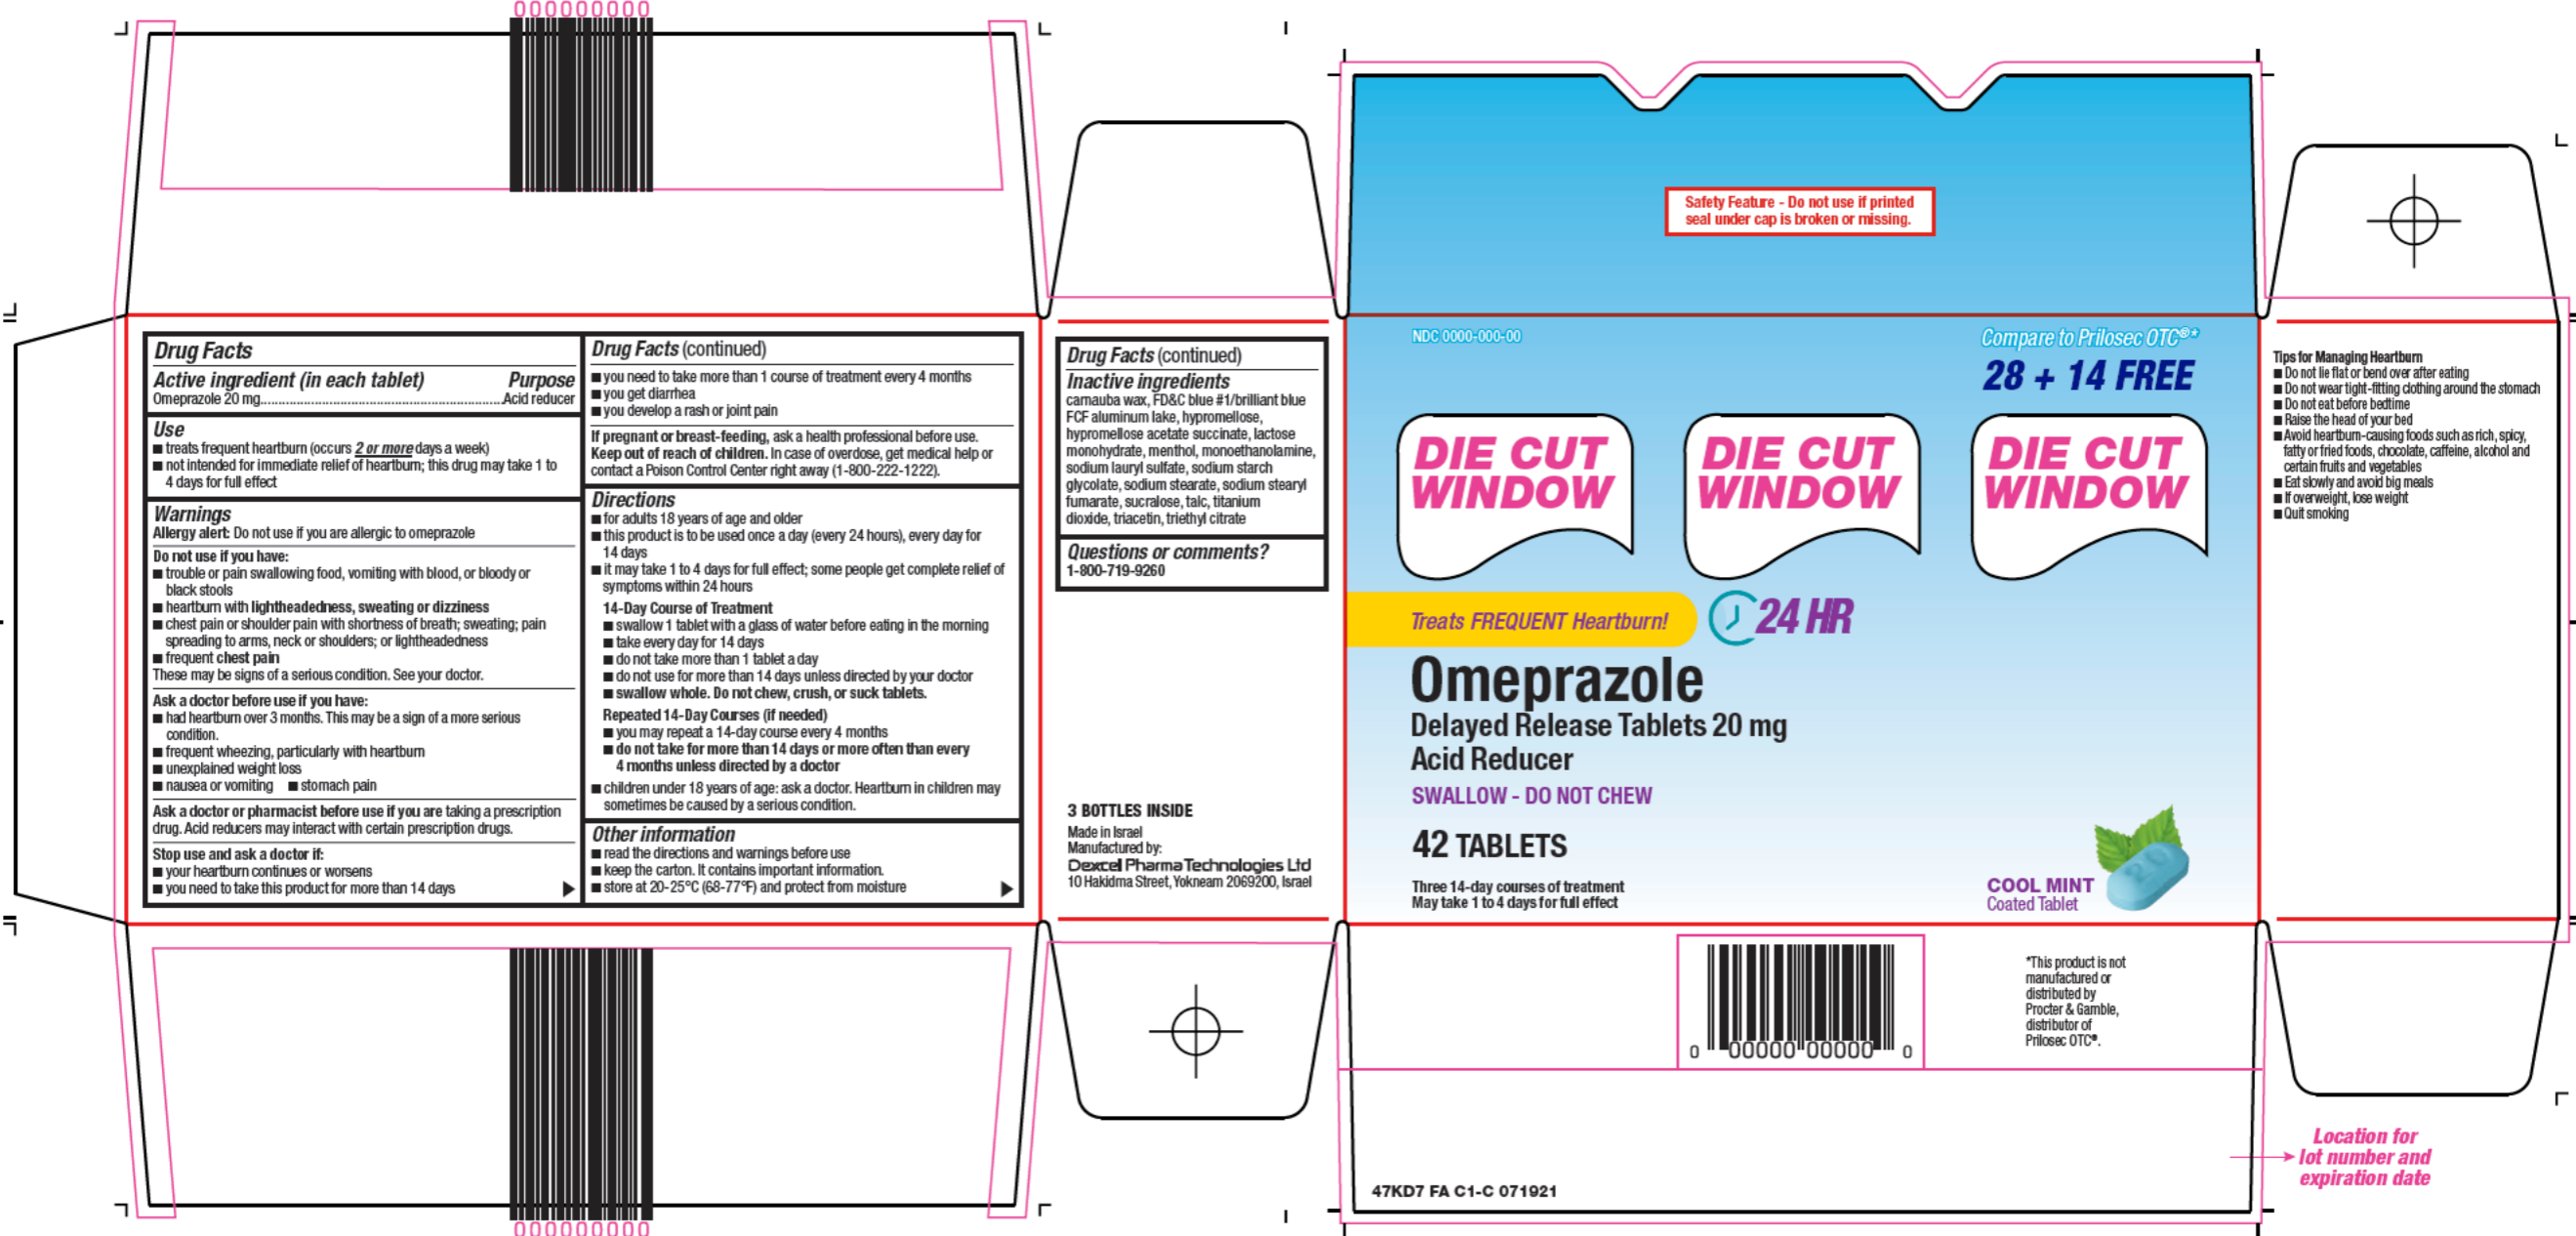 000000000
Drug Facts
Active ingredient (in each tablet) Purpose
Omeprazole 20 mg....................................................................Acid reducer
Use
■ treats frequent heartburn (occurs 2 or more days a week)
■ not intended for immediate relief of heartburn; this drug may take 1 to
4 days for full effect
Warnings
Allergy alert: Do not use if you are allergic to omeprazole
Do not use if you have:
■ trouble or pain swallowing food, vomiting with blood, or bloody or
black stools
■ heartburn with lightheadedness, sweating or dizziness
■ chest pain or shoulder pain with shortness of breath; sweating; pain
spreading to arms, neck or shoulders; or lightheadedness
■ frequent chest pain
These may be signs of a serious condition. See your doctor.
Ask a doctor before use if you have:
■ had heartburn over 3 months. This may be a sign of a more serious
condition.
■ frequent wheezing, particularly with heartburn
■ unexplained weight loss
■ nausea or vomiting ■ stomach pain
Ask a doctor or pharmacist before use if you are taking a prescription
drug. Acid reducers may interact with certain prescription drugs.
Stop use and ask a doctor if:
■ your heartburn continues or worsens
■ you need to take this product for more than 14 days
Drug Facts (continued)
■ you need to take more than 1 course of treatment every 4 months
■ you get diarrhea
■ you develop a rash or joint pain
If pregnant or breast-feeding, ask a health professional before use.
Keep out of reach of children. In case of overdose, get medical help or
contact a Poison Control Center right away (1-800-222-1222).
Directions
■ for adults 18 years of age and older
■ this product is to be used once a day (every 24 hours), every day for
14 days
■ it may take 1 to 4 days for full effect; some people get complete relief of
symptoms within 24 hours
14-Day Course of Treatment
■ swallow 1 tablet with a glass of water before eating in the morning
■ take every day for 14 days
■ do not take more than 1 tablet a day
■ do not use for more than 14 days unless directed by your doctor
■ swallow whole. Do not chew, crush, or suck tablets.
Repeated 14-Day Courses (if needed)
■ you may repeat a 14-day course every 4 months
■ do not take for more than 14 days or more often than every
4 months unless directed by a doctor
■ children under 18 years of age: ask a doctor. Heartburn in children may
sometimes be caused by a serious condition.
Other information
■ read the directions and warnings before use
■ keep the carton. It contains important information.
■ store at 20-25°C (68-77°F) and protect from moisture
000000000
Drug Facts (continued)
Inactive ingredients
carnauba wax, FD&C blue #1/brilliant blue
FCF aluminum lake, hypromellose,
hypromellose acetate succinate, lactose
monohydrate, menthol, monoethanolamine,
sodium lauryl sulfate, sodium starch
glycolate, sodium stearate, sodium stearyl
fumarate, sucralose, talc, titanium
dioxide, triacetin, triethyl citrate
Questions or comments?
1-800-719-9260
3 BOTTLES INSIDE
Made in Israel
Manufactured by:
Dexcel Pharma Technologies Ltd
10 Hakidma Street, Yokneam 2069200, Israel
Safety Feature - Do not use if printed
seal under cap is broken or missing.
NDC 0000-000-00
Compare to Prilosec OTC®*
28 + 14 FREE
DIE CUT
WINDOW
DIE CUT
WINDOW
DIE CUT
WINDOW
Treats FREQUENT Heartburn!
24 HR
Omeprazole
Delayed Release Tablets 20 mg
Acid Reducer
SWALLOW - DO NOT CHEW
42 TABLETS
Three 14-day courses of treatment
May take 1 to 4 days for full effect
20
COOL MINT
Coated Tablet
0 00000 00000 0
*This product is not
manufactured or
distributed by
Procter & Gamble,
distributor of
Prilosec OTC®.
47KD7 FA C1-C 071921
Tips for Managing Heartburn
■ Do not lie flat or bend over after eating
■ Do not wear tight-fitting clothing around the stomach
■ Do not eat before bedtime
■ Raise the head of your bed
■ Avoid heartburn-causing foods such as rich, spicy,
fatty or fried foods, chocolate, caffeine, alcohol and
certain fruits and vegetables
■ Eat slowly and avoid big meals
■ If overweight, lose weight
■ Quit smoking
Location for
lot number and
expiration date